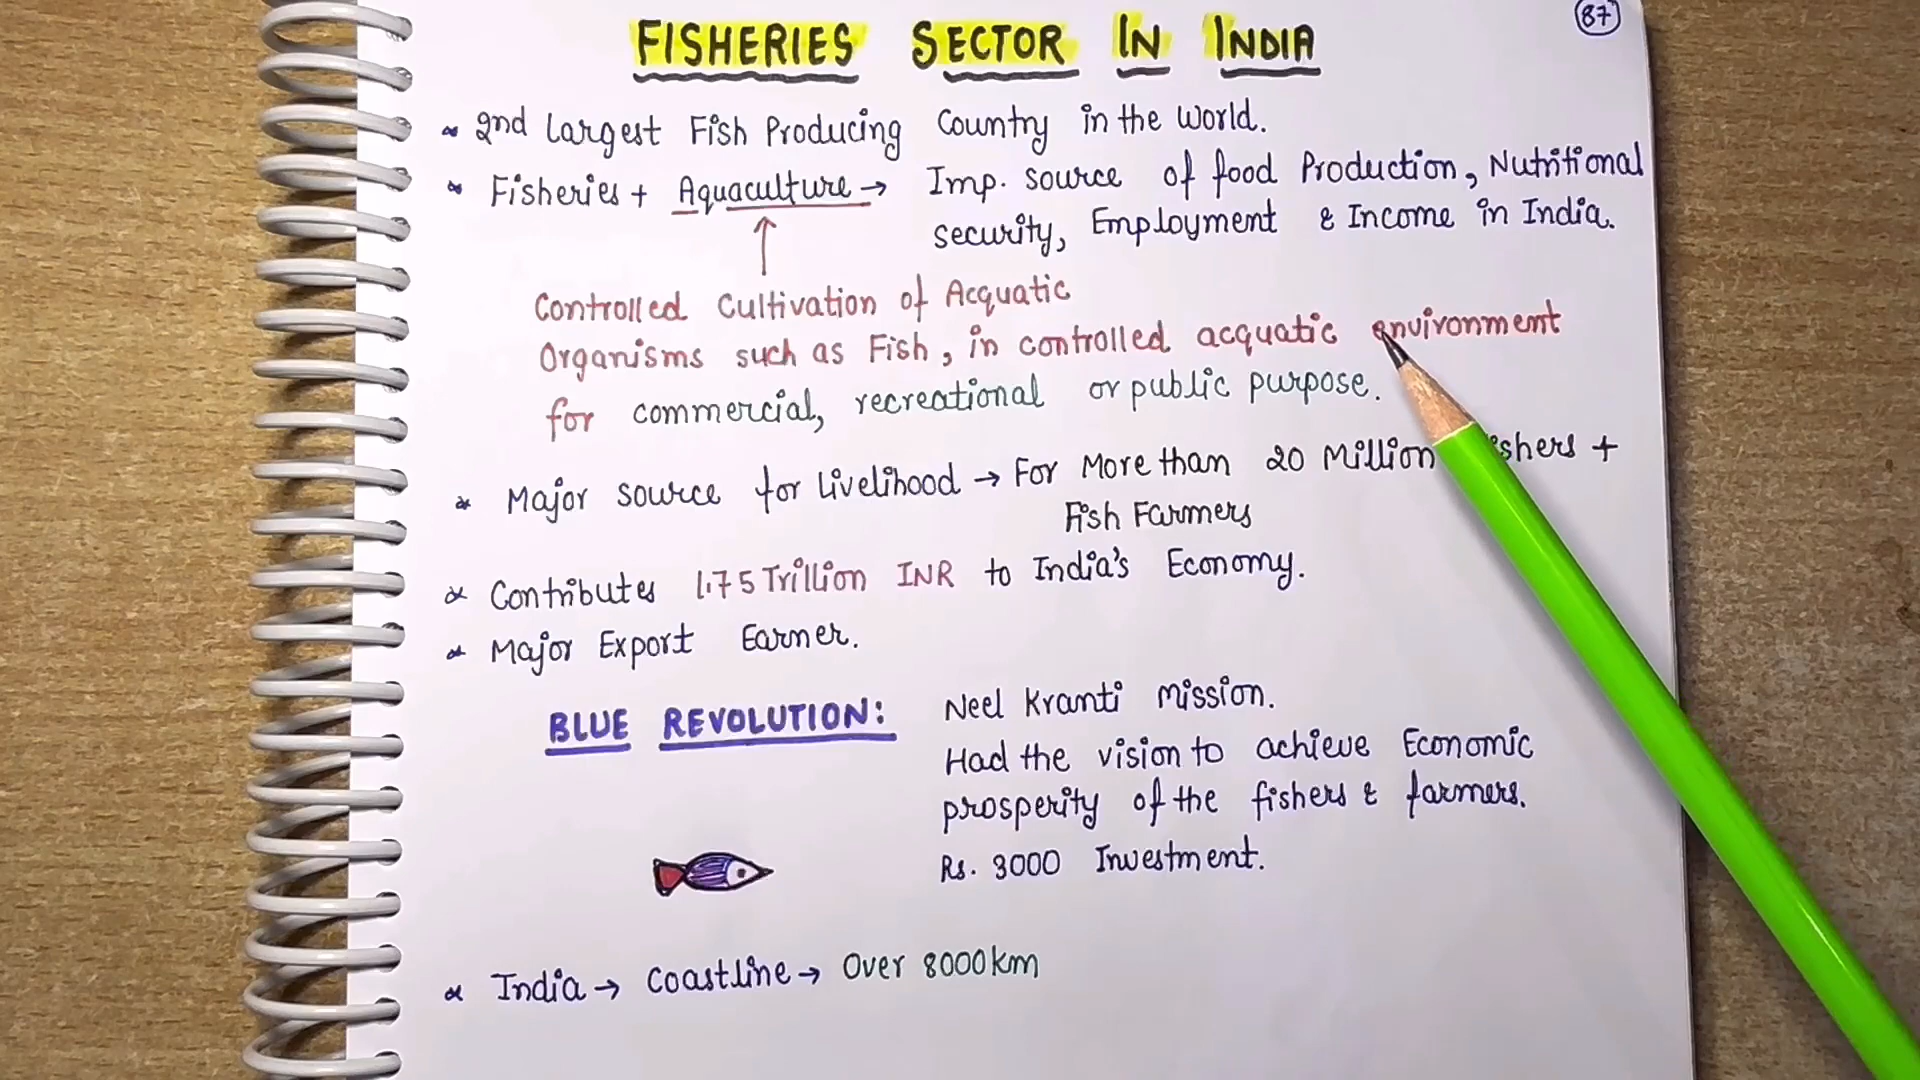 FISHERIES SECTOR IN INDIA
87
2nd largest Fish Producing Country in the World.
Fisheries + Aquaculture → Imp. source of food Production, Nutritional
security, Employment & Income in India.
Controlled Cultivation of Acquatic
Organisms such as Fish, in controlled acquatic environment
for commercial, recreational or public purpose.
Major source for Livelihood → For More than 20 Million shers +
Fish Farmers
Contributes 1.75 Trillion INR to India's Economy.
Major Export Earner.
BLUE REVOLUTION: Neel Kranti Mission.
Had the vision to achieve Economic
prosperity of the fishers & farmers.
Rs. 3000 Investment.
India → Coastline → Over 8000km